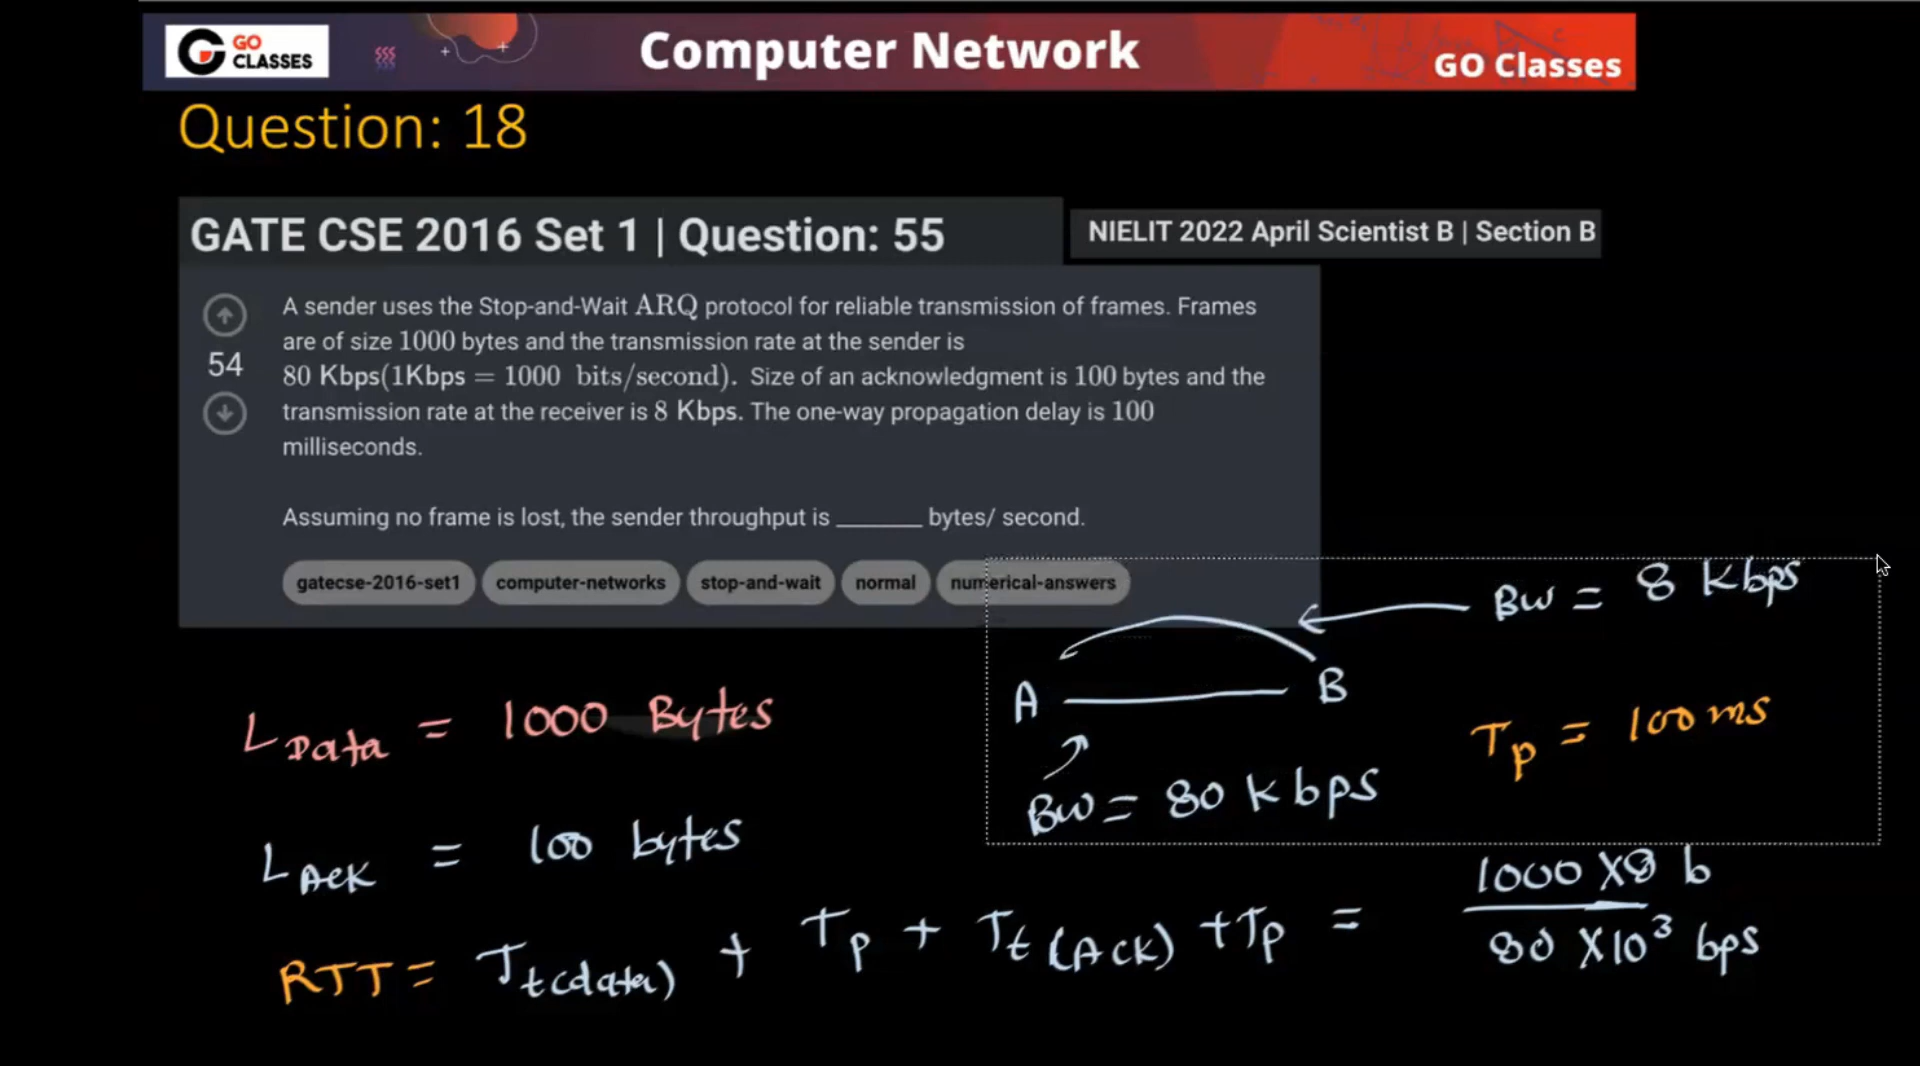 GO
CLASSES
Computer Network
GO Classes
Question: 18
GATE CSE 2016 Set 1 | Question: 55
NIELIT 2022 April Scientist B | Section B
54
A sender uses the Stop-and-Wait ARQ protocol for reliable transmission of frames. Frames
are of size 1000 bytes and the transmission rate at the sender is
80 Kbps(1Kbps = 1000 bits/second). Size of an acknowledgment is 100 bytes and the
transmission rate at the receiver is 8 Kbps. The one-way propagation delay is 100
milliseconds.
Assuming no frame is lost, the sender throughput is ______ bytes/ second.
gatecse-2016-set1 computer-networks stop-and-wait normal numerical-answers
BW = 8 Kbps
A B
Tp = 100ms
BW = 80 Kbps
L Data = 1000 Bytes
L Ack = 100 bytes
RTT = Tt(data) + Tp + Tt(Ack) + Tp =
1000 X8 b
80 X10³ bps